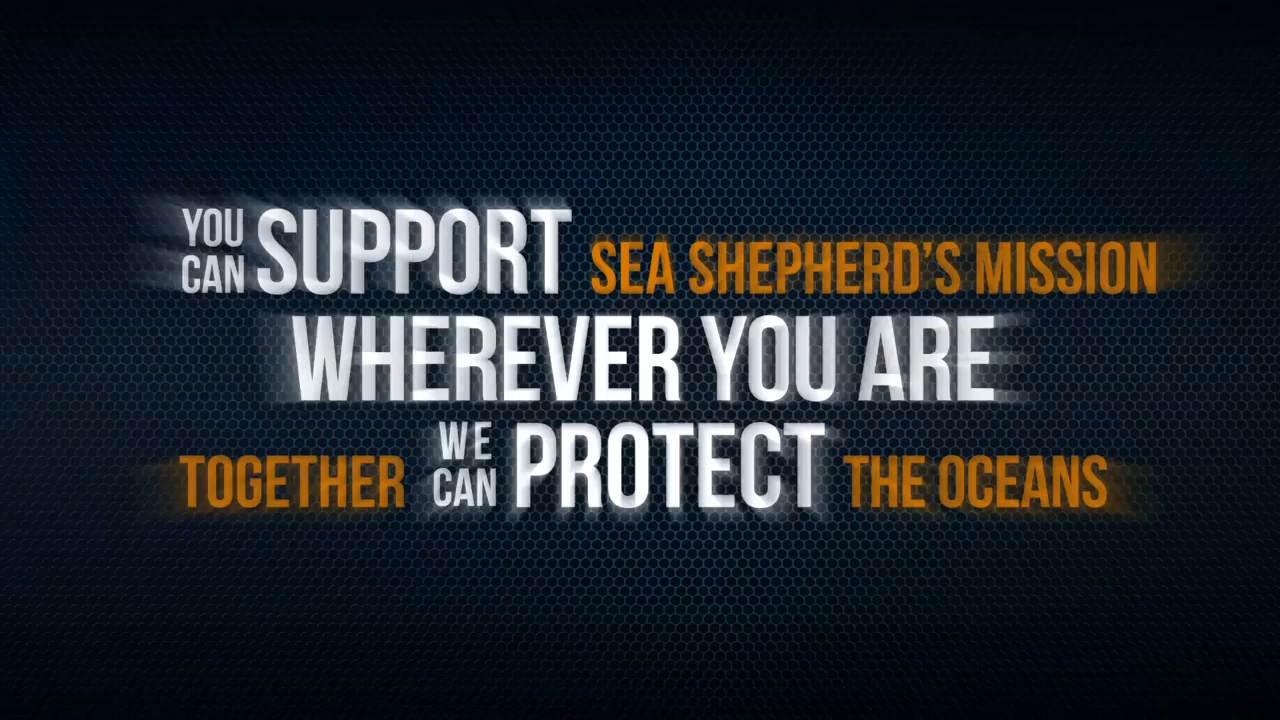 YOU CAN SUPPORT SEA SHEPHERD'S MISSION
WHEREVER YOU ARE
TOGETHER WE CAN PROTECT THE OCEANS